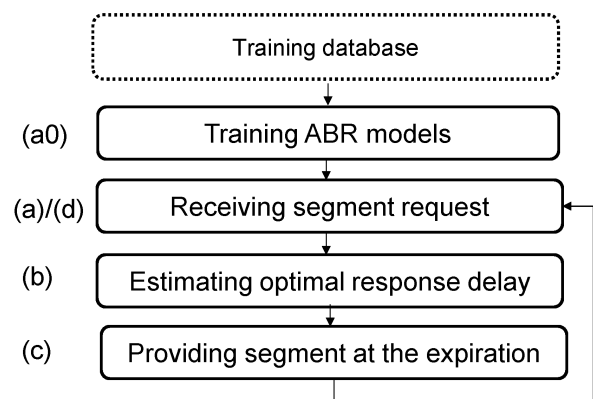 Training database
(a0) Training ABR models
(a)/(d) Receiving segment request
(b) Estimating optimal response delay
(c) Providing segment at the expiration